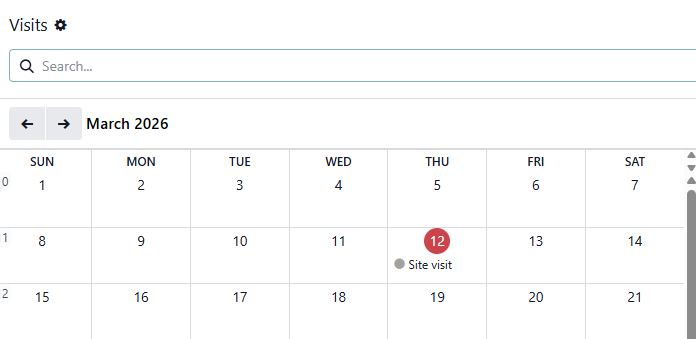 Visits
Search...
March 2026
SUN MON TUE WED THU FRI SAT
0 1 2 3 4 5 6 7
1 8 9 10 11 12 13 14
Site visit
2 15 16 17 18 19 20 21